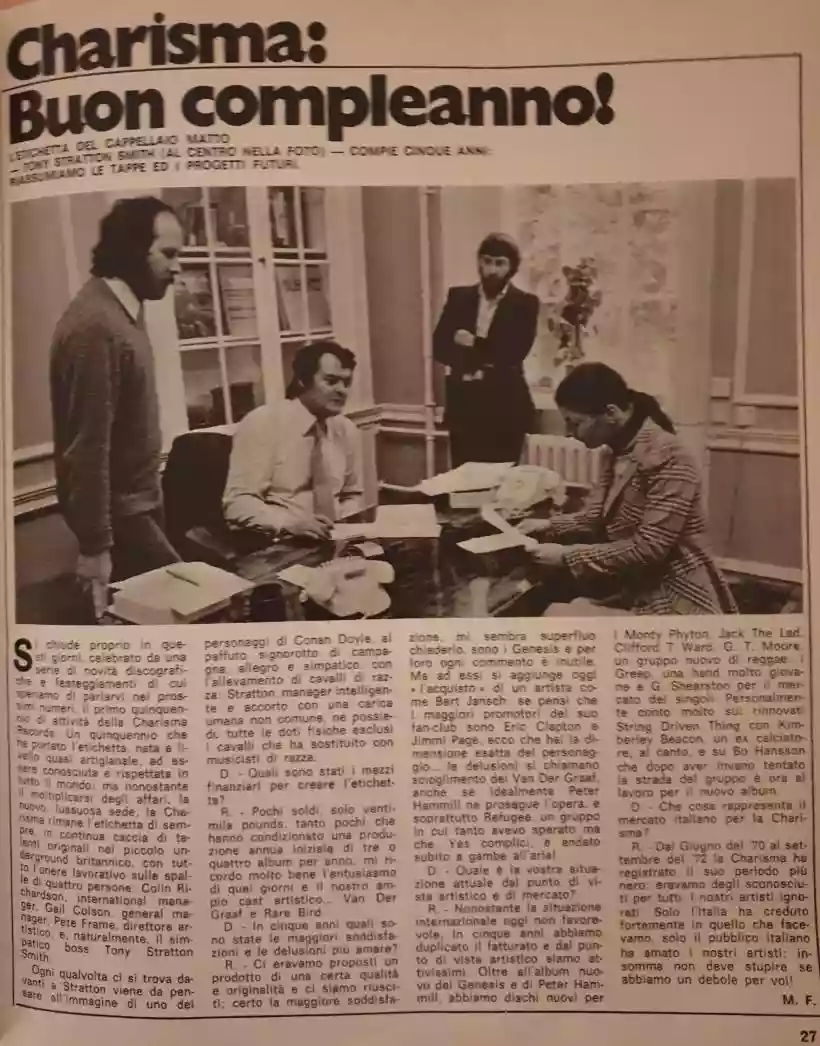 Charisma:
Buon compleanno!
L'ETICHETTA DEL CAPPELLAIO MATTO
— TONY STRATTON SMITH (AL CENTRO NELLA FOTO) — COMPIE CINQUE ANNI:
RIASSUMIAMO LE TAPPE ED I PROGETTI FUTURI.
Si chiude proprio in que-
sti giorni, celebrato da una
serie di novità discografi-
che e festeggiamenti di cui
speriamo di parlarvi nei pros-
simi numeri, il primo quinquen-
nio di attività della Charisma
Records. Un quinquennio che
ha portato l'etichetta, nata a li-
vello quasi artigianale, ad es-
sere conosciuta e rispettata in
tutto il mondo; ma nonostante
il moltiplicarsi degli affari, la
nuova, lussuosa sede, la Cha-
risma rimane l'etichetta di sem-
pre, in continua caccia di ta-
lenti originali nel piccolo un-
derground britannico, con tut-
to l'onere lavorativo sulle spal-
le di quattro persone: Colin Ri-
chardson, international mana-
ger, Gail Colson, general ma-
nager, Pete Frame, direttore ar-
tistico, e, naturalmente, il sim-
patico boss Tony Stratton
Smith.
Ogni qualvolta ci si trova da-
vanti a Stratton viene da pen-
sare all'immagine di uno dei
personaggi di Conan Doyle, al
paffuto signorotto di campa-
gna, allegro e simpatico, con
l'allevamento di cavalli di raz-
za: Stratton, manager intelligen-
te e accorto con una carica
umana non comune, ne possie-
de tutte le doti fisiche esclusi
i cavalli che ha sostituito con
musicisti di razza.
D - Quali sono stati i mezzi
finanziari per creare l'etichet-
ta?
R. - Pochi soldi, solo venti-
mila pounds, tanto pochi che
hanno condizionato una produ-
zione annua iniziale di tre o
quattro album per anno, mi ri-
cordo molto bene l'entusiasmo
di quei giorni e il nostro am-
pio cast artistico... Van Der
Graaf e Rare Bird.
D - In cinque anni quali so-
no state le maggiori soddisfa-
zioni e le delusioni più amare?
R. - Ci eravamo proposti un
prodotto di una certa qualità
e originalità e ci siamo riusci-
ti; certo la maggiore soddisfa-
zione, mi sembra superfluo
chiederlo, sono i Genesis e per
loro ogni commento è inutile.
Ma ad essi si aggiunge oggi
« l'acquisto » di un artista co-
me Bert Jansch, se pensi che
i maggiori promotori del suo
fan-club sono Eric Clapton e
Jimmi Page, ecco che hai la di-
mensione esatta del personag-
gio... le delusioni si chiamano
scioglimento dei Van Der Graaf,
anche se idealmente Peter
Hammill ne prosegue l'opera, e
soprattutto Refugee, un gruppo
in cui tanto avevo sperato ma
che, Yes complici, è andato
subito a gambe all'aria!
D - Quale è la vostra situa-
zione attuale dal punto di vi-
sta artistico e di mercato?
R. - Nonostante la situazione
internazionale oggi non favore-
vole, in cinque anni abbiamo
duplicato il fatturato e dal pun-
to di vista artistico siamo at-
tivissimi. Oltre all'album nuo-
vo dei Genesis e di Peter Ham-
mill, abbiamo dischi nuovi per
i Monty Phyton, Jack The Lad,
Clifford T. Ward, G. T. Moore,
un gruppo nuovo di reggae, i
Greep, una band molto giova-
ne e G. Shearston per il mer-
cato dei singoli. Personalmen-
te conto molto sui rinnovati
String Driven Thing con Kim-
berley Beacon, un ex calciato-
re, al canto, e su Bo Hansson
che dopo aver invano tentato
la strada del gruppo è ora al
lavoro per il nuovo album.
D - Che cosa rappresenta il
mercato italiano per la Chari-
sma?
R. - Dal Giugno del '70 al set-
tembre del '72 la Charisma ha
registrato il suo periodo più
nero: eravamo degli sconosciu-
ti per tutti, i nostri artisti igno-
rati. Solo l'Italia ha creduto
fortemente in quello che face-
vamo, solo il pubblico italiano
ha amato i nostri artisti; in-
somma non deve stupire se
abbiamo un debole per voi!
M. F.
27